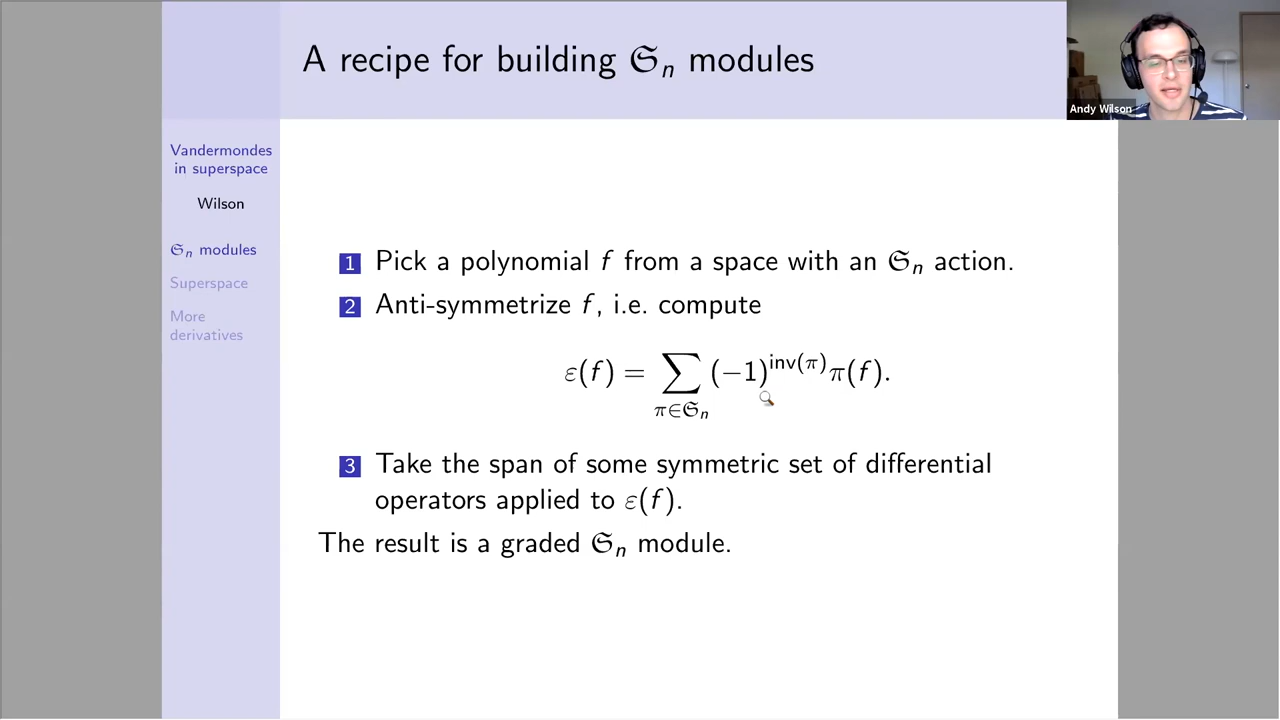 A recipe for building 𝔖ₙ modules
Andy Wilson
Vandermondes
in superspace
Wilson
𝔖ₙ modules
Superspace
More
derivatives
1 Pick a polynomial f from a space with an 𝔖ₙ action.
2 Anti-symmetrize f, i.e. compute
ε(f) = ∑_{π∈𝔖ₙ} (−1)^{inv(π)} π(f).
3 Take the span of some symmetric set of differential
operators applied to ε(f).
The result is a graded 𝔖ₙ module.